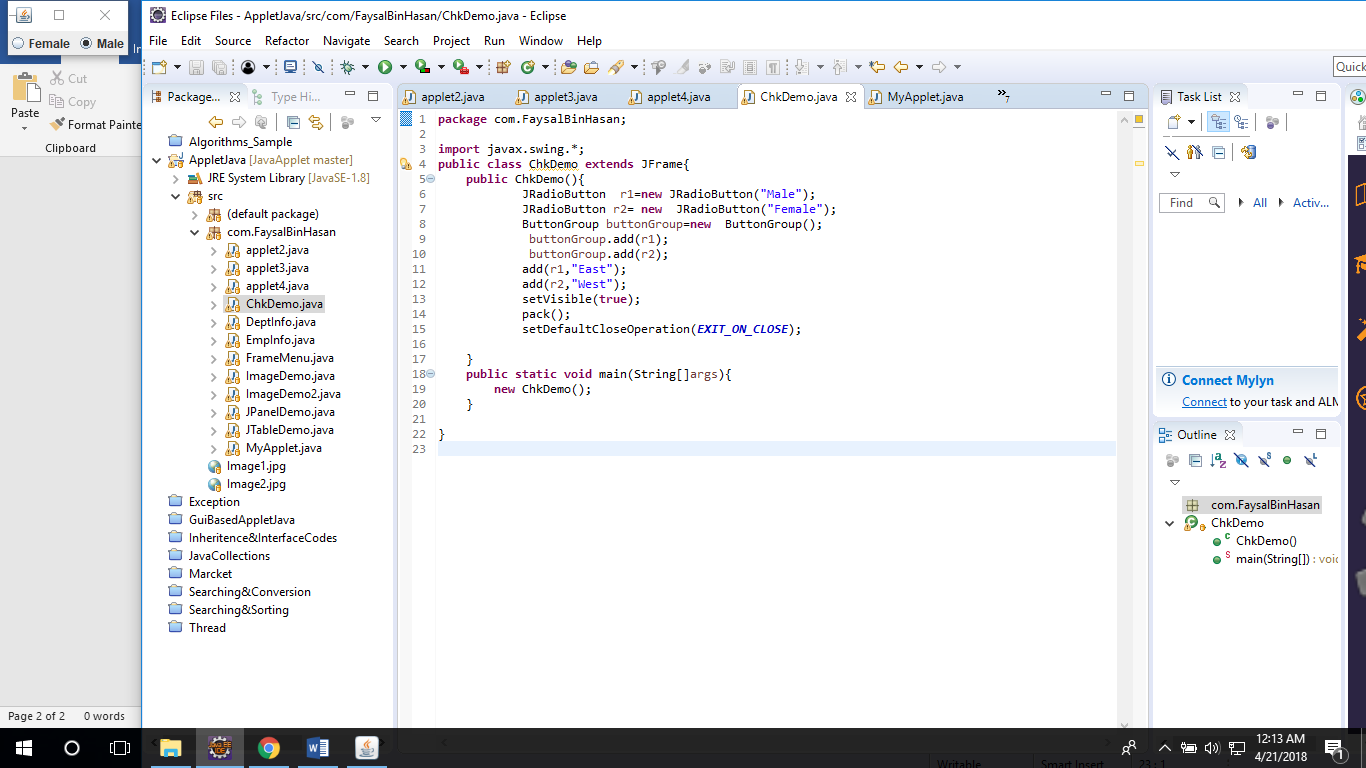 Female Male
Eclipse Files - AppletJava/src/com/FaysalBinHasan/ChkDemo.java - Eclipse
File Edit Source Refactor Navigate Search Project Run Window Help
Quick
Cut
Copy
Paste
Format Painte
Clipboard
Package... Type Hi...
Algorithms_Sample
AppletJava [JavaApplet master]
JRE System Library [JavaSE-1.8]
src
(default package)
com.FaysalBinHasan
applet2.java
applet3.java
applet4.java
ChkDemo.java
DeptInfo.java
EmpInfo.java
FrameMenu.java
ImageDemo.java
ImageDemo2.java
JPanelDemo.java
JTableDemo.java
MyApplet.java
Image1.jpg
Image2.jpg
Exception
GuiBasedAppletJava
Inheritence&InterfaceCodes
JavaCollections
Marcket
Searching&Conversion
Searching&Sorting
Thread
applet2.java applet3.java applet4.java ChkDemo.java MyApplet.java »7
1 package com.FaysalBinHasan;
2
3 import javax.swing.*;
4 public class ChkDemo extends JFrame{
5 public ChkDemo(){
6 JRadioButton r1=new JRadioButton("Male");
7 JRadioButton r2= new JRadioButton("Female");
8 ButtonGroup buttonGroup=new ButtonGroup();
9 buttonGroup.add(r1);
10 buttonGroup.add(r2);
11 add(r1,"East");
12 add(r2,"West");
13 setVisible(true);
14 pack();
15 setDefaultCloseOperation(EXIT_ON_CLOSE);
16
17 }
18 public static void main(String[]args){
19 new ChkDemo();
20 }
21
22 }
23
Task List
Find All Activ...
Connect Mylyn
Connect to your task and ALM
Outline
com.FaysalBinHasan
ChkDemo
ChkDemo()
main(String[]) : void
Page 2 of 2 0 words
Writable Smart Insert 23 : 1
12:13 AM
4/21/2018
1